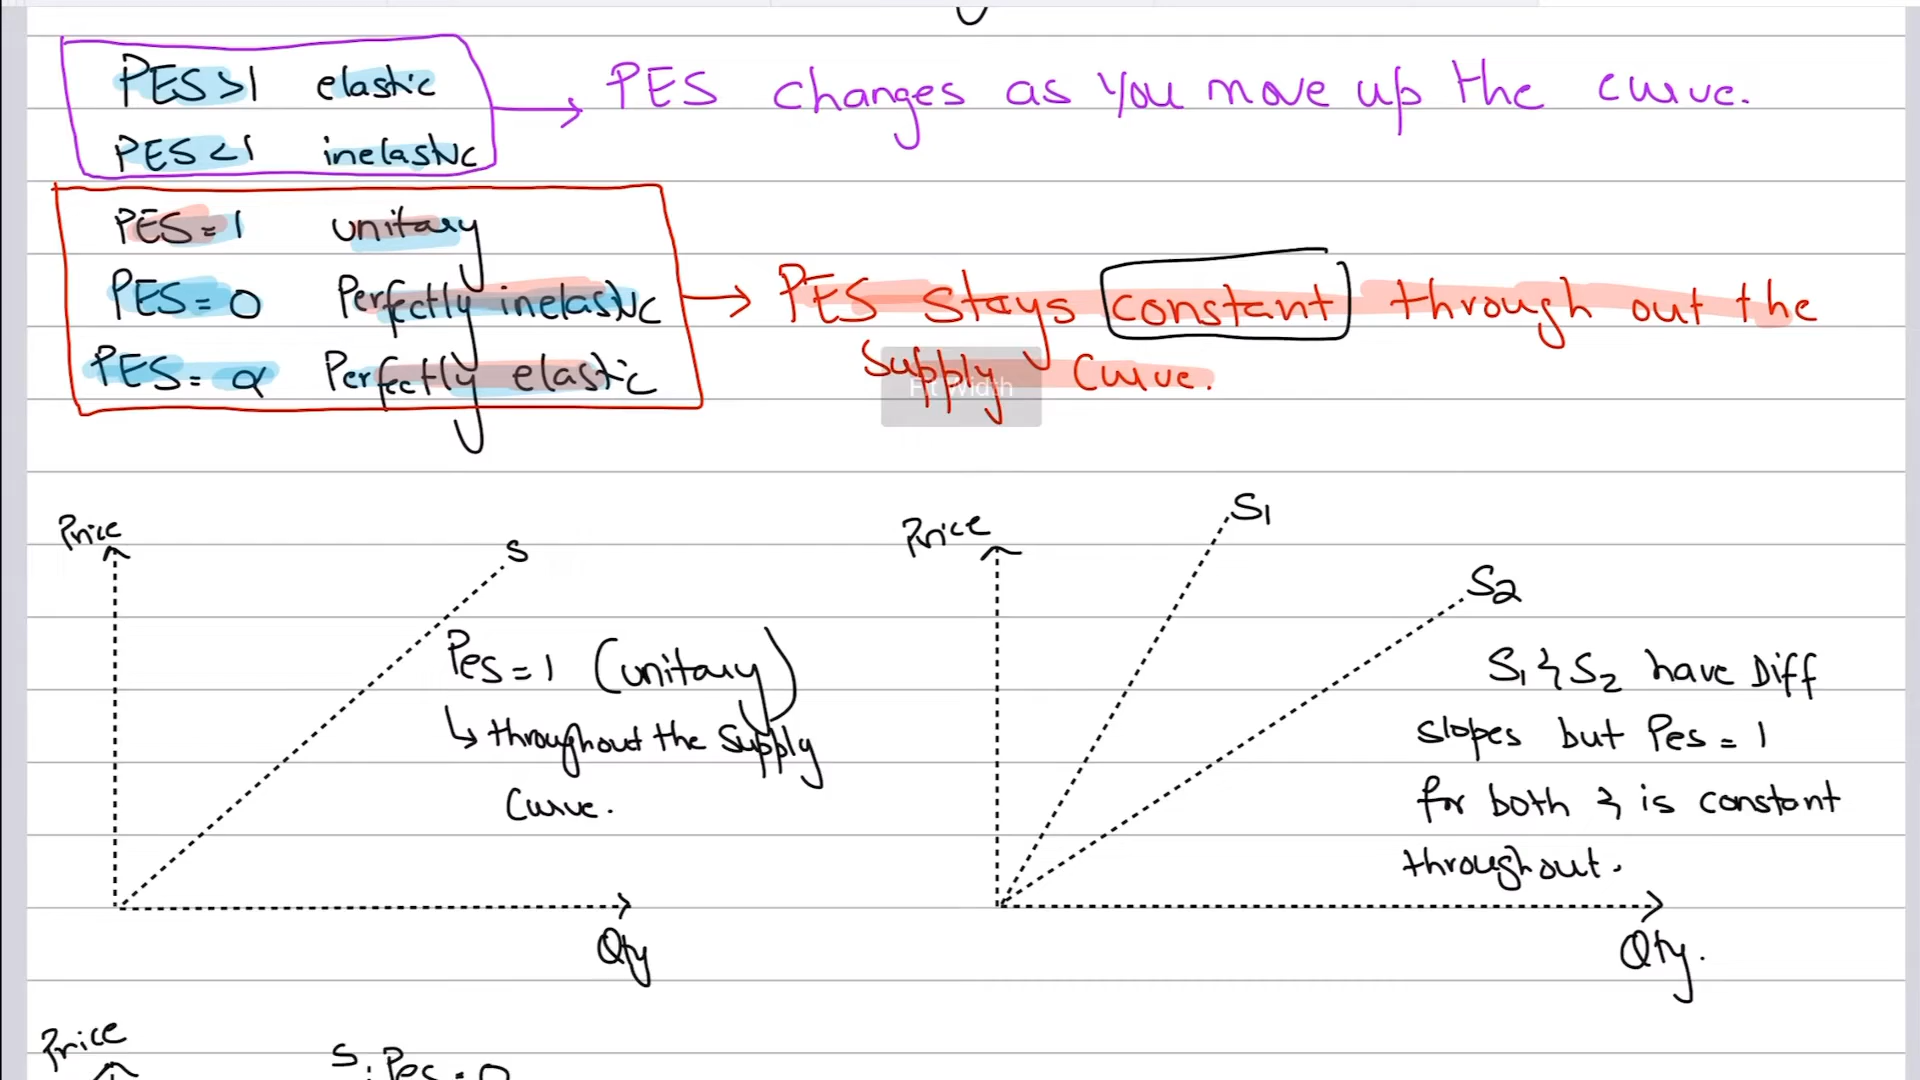 PES>1 elastic
PES<1 inelastic
PES changes as you move up the curve.
PES=1 unitary
PES=0 Perfectly inelastic
PES=α Perfectly elastic
PES stays constant through out the
supply curve.
Fit Width
Price
S
Pes=1 (unitary)
↳ throughout the supply
curve.
Qty
Price
S1
S2
S1 & S2 have Diff
slopes but Pes = 1
for both & is constant
throughout.
Qty.
Price
S